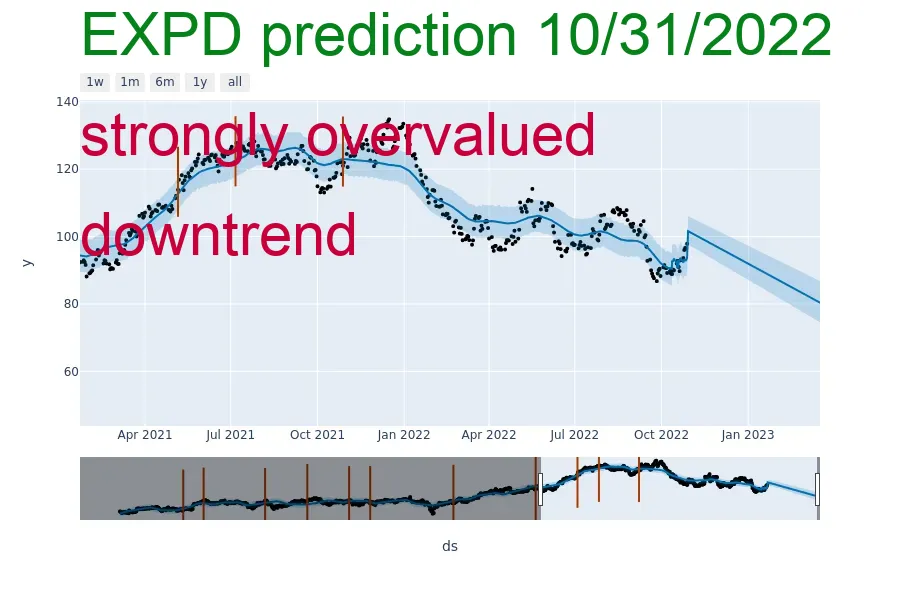 EXPD prediction 10/31/2022
1w 1m 6m 1y all
140
strongly overvalued
120
downtrend
100
y
80
60
Apr 2021 Jul 2021 Oct 2021 Jan 2022 Apr 2022 Jul 2022 Oct 2022 Jan 2023
ds